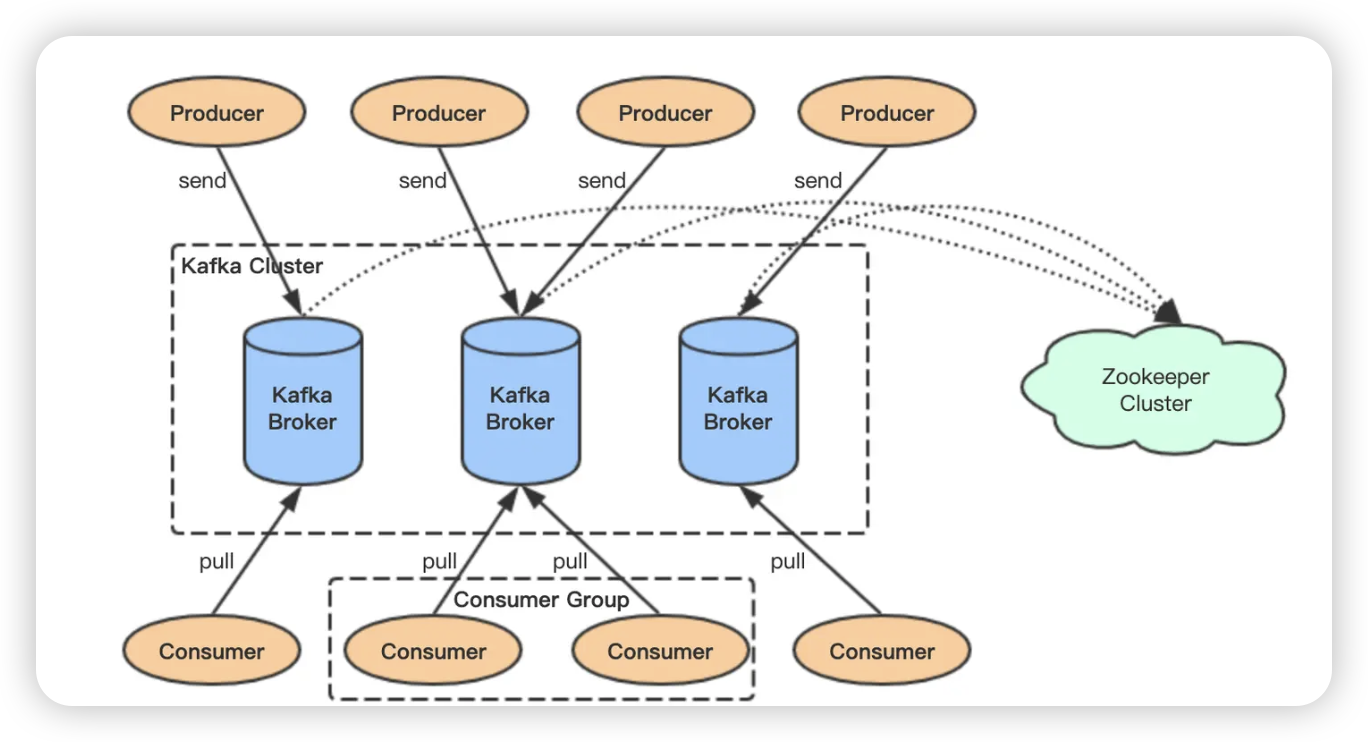 Producer
Producer
Producer
Producer
send
send
send
send
Kafka Cluster
Kafka
Broker
Kafka
Broker
Kafka
Broker
Zookeeper
Cluster
pull
pull
pull
pull
Consumer Group
Consumer
Consumer
Consumer
Consumer